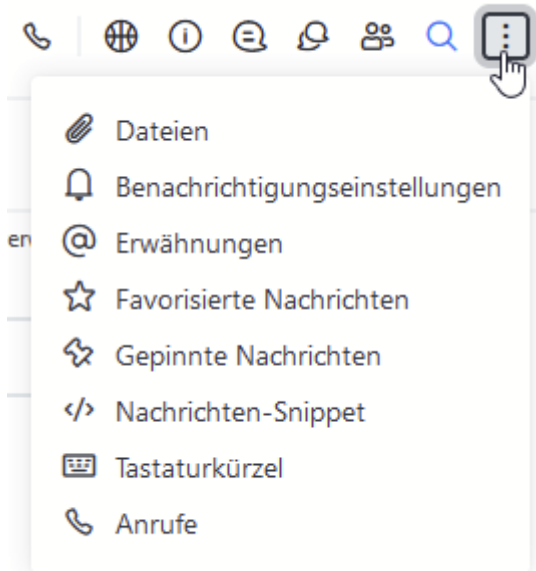 Dateien
Benachrichtigungseinstellungen
Erwähnungen
Favorisierte Nachrichten
Gepinnte Nachrichten
Nachrichten-Snippet
Tastaturkürzel
Anrufe